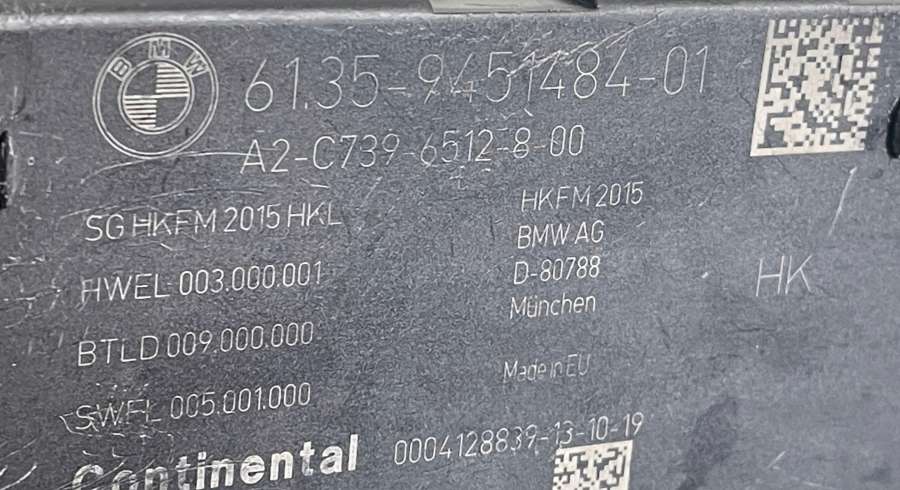 BMW
61.35-9451484-01
A2-C739-6512-8-00
SG HKFM 2015 HKL
HKFM 2015
BMW AG
HWEL 003.000.001
D-80788
HK
München
BTLD 009.000.000
Made in EU
SWFL 005.001.000
Continental
0004128839-13-10-19